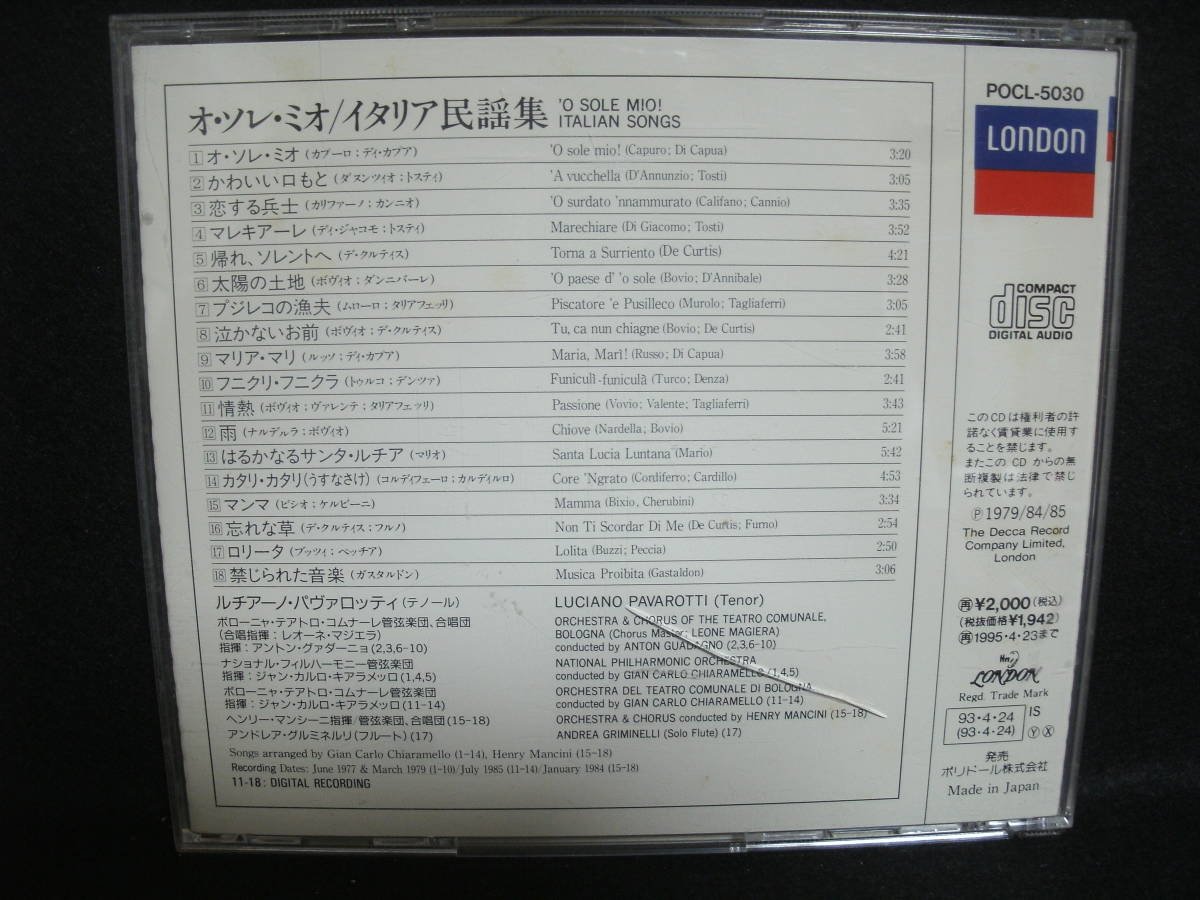 オ・ソレ・ミオ/イタリア民謡集 'O SOLE MIO! ITALIAN SONGS
1 オ・ソレ・ミオ (カプーロ;ディ・カプア) 'O sole mio! (Capuro; Di Capua) 3:20
2 かわいい口もと (ダヌンツィオ;トスティ) 'A vucchella (D'Annunzio; Tosti) 3:05
3 恋する兵士 (カリファーノ;カンニオ) 'O surdato 'nnammurato (Califano; Cannio) 3:35
4 マレキアーレ (ディ・ジャコモ;トスティ) Marechiare (Di Giacomo; Tosti) 3:52
5 帰れ、ソレントへ (デ・クルティス) Torna a Surriento (De Curtis) 4:21
6 太陽の土地 (ボヴィオ;ダンニバーレ) 'O paese d' 'o sole (Bovio; D'Annibale) 3:28
7 プジレコの漁夫 (ムローロ;タリアフェッリ) Piscatore 'e Pusilleco (Murolo; Tagliaferri) 3:05
8 泣かないお前 (ボヴィオ;デ・クルティス) Tu, ca nun chiagne (Bovio; De Curtis) 2:41
9 マリア・マリ (ルッソ;ディ・カプア) Maria, Marì! (Russo; Di Capua) 3:58
10 フニクリ・フニクラ (トゥルコ;デンツァ) Funiculì-funiculà (Turco; Denza) 2:41
11 情熱 (ボヴィオ;ヴァレンテ;タリアフェッリ) Passione (Vovio; Valente; Tagliaferri) 3:43
12 雨 (ナルデルラ;ボヴィオ) Chiove (Nardella; Bovio) 5:21
13 はるかなるサンタ・ルチア (マリオ) Santa Lucia Luntana (Mario) 5:42
14 カタリ・カタリ(うすなさけ) (コルディフェーロ;カルディルロ) Core 'Ngrato (Cordiferro; Cardillo) 4:53
15 マンマ (ビシオ;ケルビーニ) Mamma (Bixio, Cherubini) 3:34
16 忘れな草 (デ・クルティス;フルノ) Non Ti Scordar Di Me (De Curtis; Furno) 2:54
17 ロリータ (ブッツィ;ペッチア) Lolita (Buzzi; Peccia) 2:50
18 禁じられた音楽 (ガスタルドン) Musica Proibita (Gastaldon) 3:06
ルチアーノ・パヴァロッティ (テノール) LUCIANO PAVAROTTI (Tenor)
ボローニャ・テアトロ・コムナーレ管弦楽団、合唱団 ORCHESTRA & CHORUS OF THE TEATRO COMUNALE,
(合唱指揮:レオーネ・マジエラ) BOLOGNA (Chorus Master: LEONE MAGIERA)
指揮:アントン・グァダーニョ (2,3,6-10) conducted by ANTON GUADAGNO (2,3,6-10)
ナショナル・フィルハーモニー管弦楽団 NATIONAL PHILHARMONIC ORCHESTRA
指揮:ジャン・カルロ・キアラメッロ (1,4,5) conducted by GIAN CARLO CHIARAMELLO (1,4,5)
ボローニャ・テアトロ・コムナーレ管弦楽団 ORCHESTRA DEL TEATRO COMUNALE DI BOLOGNA
指揮:ジャン・カルロ・キアラメッロ (11-14) conducted by GIAN CARLO CHIARAMELLO (11-14)
ヘンリー・マンシーニ指揮/管弦楽団、合唱団 (15-18) ORCHESTRA & CHORUS conducted by HENRY MANCINI (15-18)
アンドレア・グルミネルリ(フルート) (17) ANDREA GRIMINELLI (Solo Flute) (17)
Songs arranged by Gian Carlo Chiaramello (1-14), Henry Mancini (15-18)
Recording Dates: June 1977 & March 1979 (1-10)/July 1985 (11-14)/January 1984 (15-18)
11-18: DIGITAL RECORDING
POCL-5030
LONDON
COMPACT
disc
DIGITAL AUDIO
このCDは権利者の許
諾なく賃貸業に使用す
ることを禁じます。
またこの CD からの無
断複製は法律で禁じ
られています。
Ⓟ 1979/84/85
The Decca Record
Company Limited,
London
再¥2,000(税込)
(税抜価格¥1,942)
再1995・4・23まで
LONDON
Regd. Trade Mark
93・4・24 IS
(93・4・24) Ⓨ Ⓧ
発売
ポリドール株式会社
Made in Japan